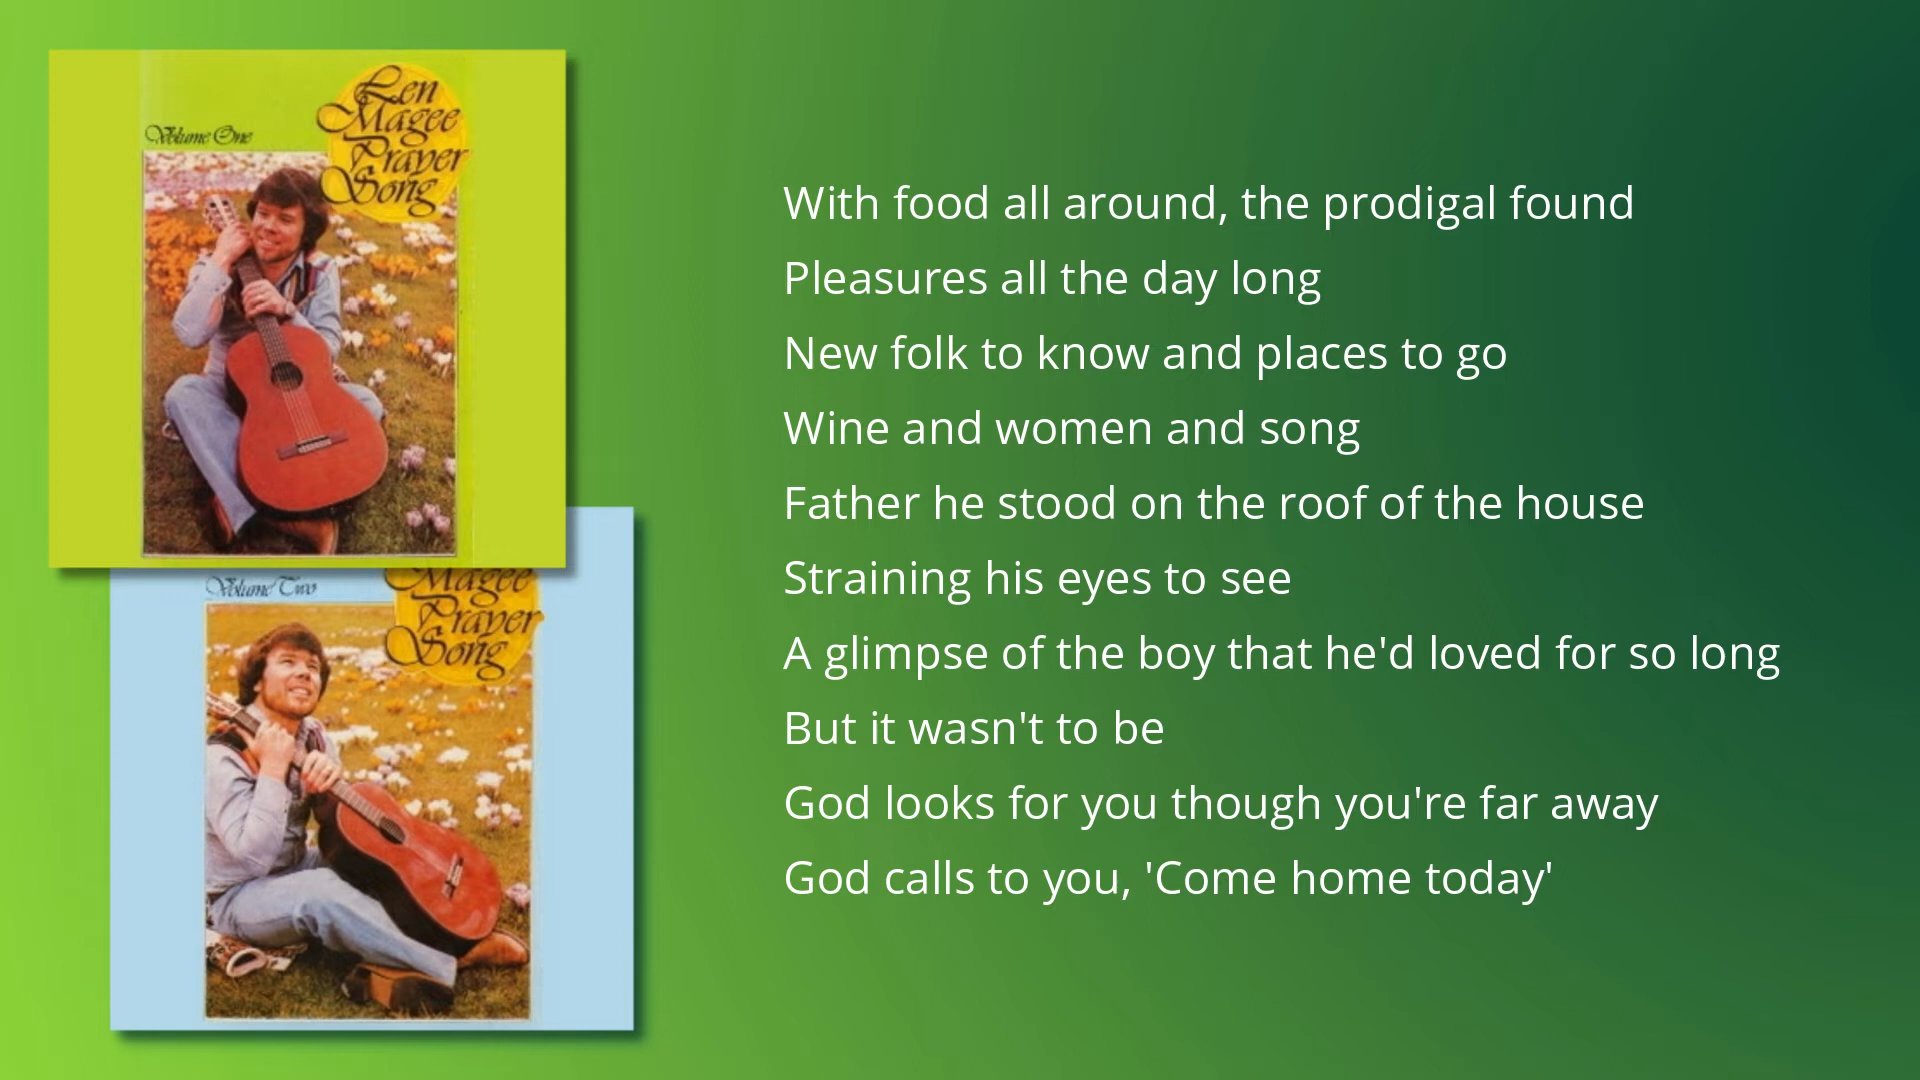 Len
Magee
Prayer
Song
Volume One
Magee
Prayer
Song
Volume Two
With food all around, the prodigal found
Pleasures all the day long
New folk to know and places to go
Wine and women and song
Father he stood on the roof of the house
Straining his eyes to see
A glimpse of the boy that he'd loved for so long
But it wasn't to be
God looks for you though you're far away
God calls to you, 'Come home today'